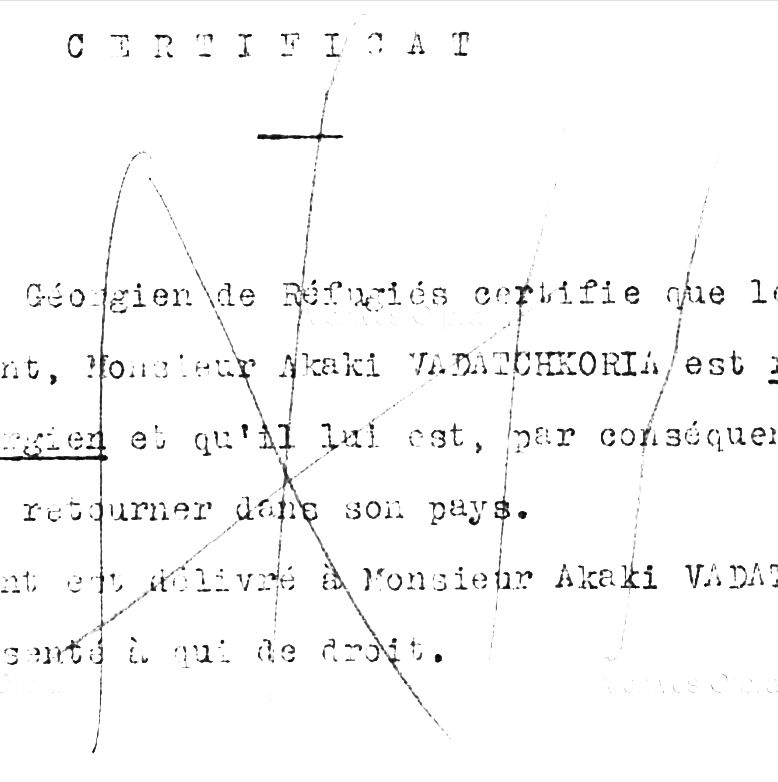 C E R T I F I C A T
Géorgien de Réfugiés certifie que le
nt, Monsieur Akaki VADATCHKORIA est
rgien et qu'il lui est, par conséquen
retourner dans son pays.
nt est délivré à Monsieur Akaki VADAT
senté à qui de droit.